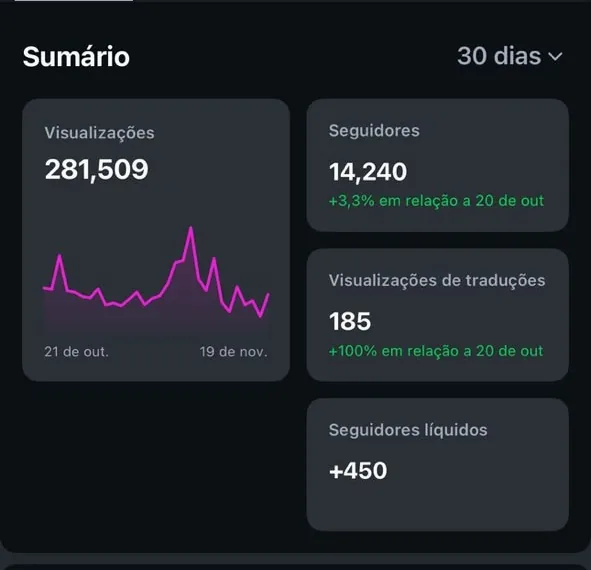 Sumário
30 dias
Visualizações
281,509
21 de out.
19 de nov.
Seguidores
14,240
+3,3% em relação a 20 de out
Visualizações de traduções
185
+100% em relação a 20 de out
Seguidores líquidos
+450